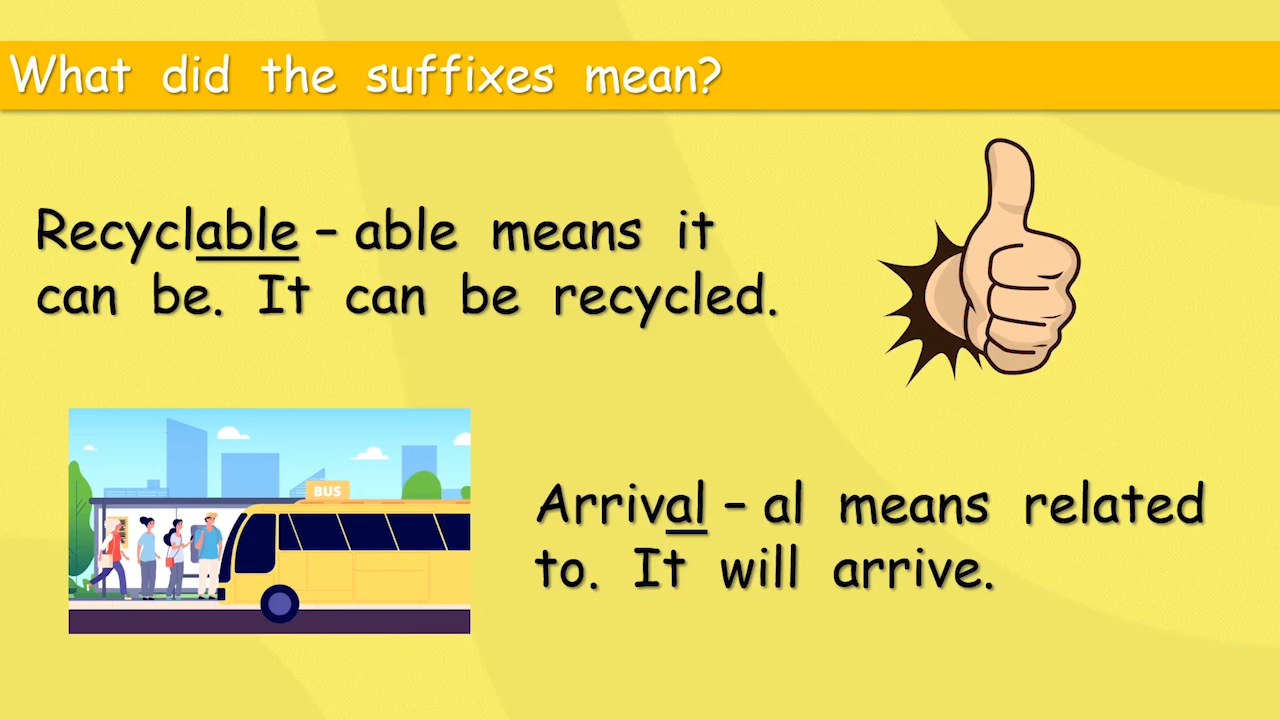 What did the suffixes mean?
Recyclable – able means it
can be. It can be recycled.
BUS
Arrival – al means related
to. It will arrive.